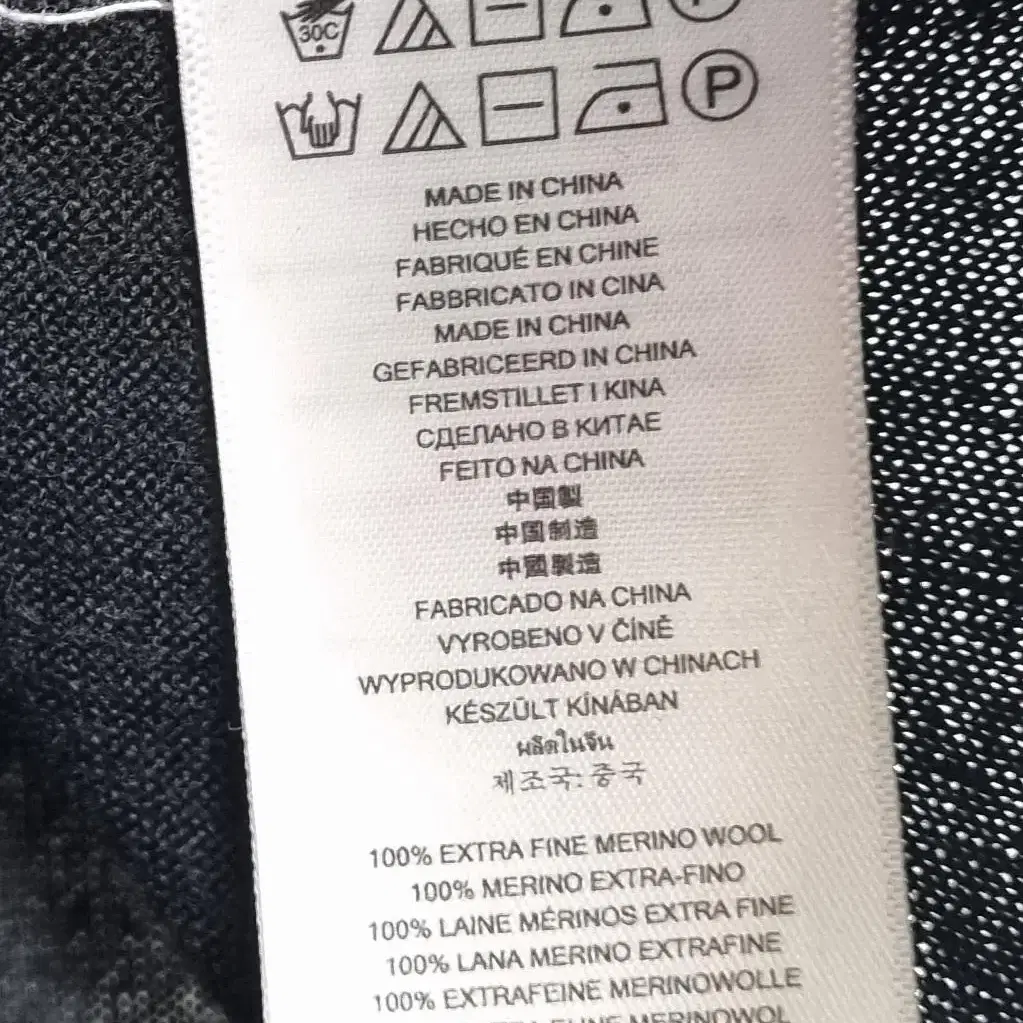 30C
P
MADE IN CHINA
HECHO EN CHINA
FABRIQUÉ EN CHINE
FABBRICATO IN CINA
MADE IN CHINA
GEFABRICEERD IN CHINA
FREMSTILLET I KINA
СДЕЛАНО В КИТАЕ
FEITO NA CHINA
中国製
中国制造
中國製造
FABRICADO NA CHINA
VYROBENO V ČÍNĚ
WYPRODUKOWANO W CHINACH
KÉSZÜLT KÍNÁBAN
ผลิตในจีน
제조국: 중국
100% EXTRA FINE MERINO WOOL
100% MERINO EXTRA-FINO
100% LAINE MÉRINOS EXTRA FINE
100% LANA MERINO EXTRAFINE
100% EXTRAFEINE MERINOWOLLE
MERINOWOL